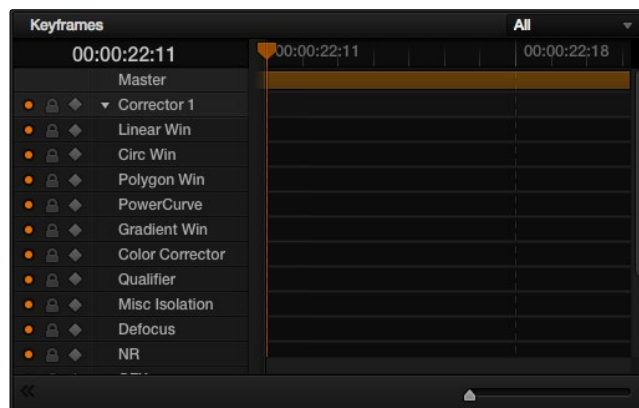 Keyframes All
00:00:22:11 00:00:22:11 00:00:22:18
Master
Corrector 1
Linear Win
Circ Win
Polygon Win
PowerCurve
Gradient Win
Color Corrector
Qualifier
Misc Isolation
Defocus
NR